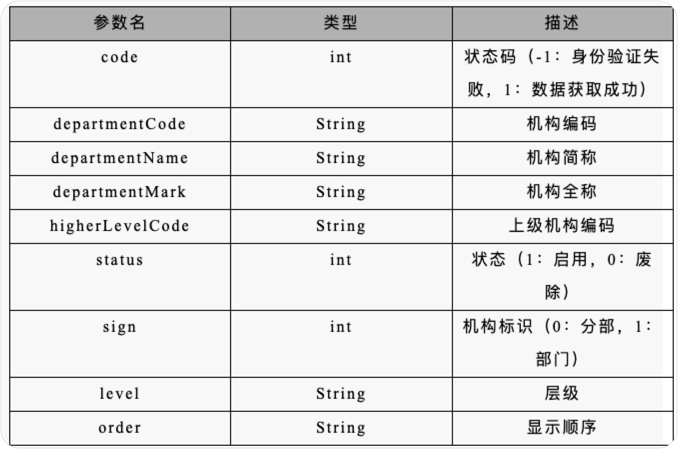 参数名 类型 描述
code int 状态码（-1：身份验证失
败，1：数据获取成功）
departmentCode String 机构编码
departmentName String 机构简称
departmentMark String 机构全称
higherLevelCode String 上级机构编码
status int 状态（1：启用，0：废
除）
sign int 机构标识（0：分部，1：
部门）
level String 层级
order String 显示顺序